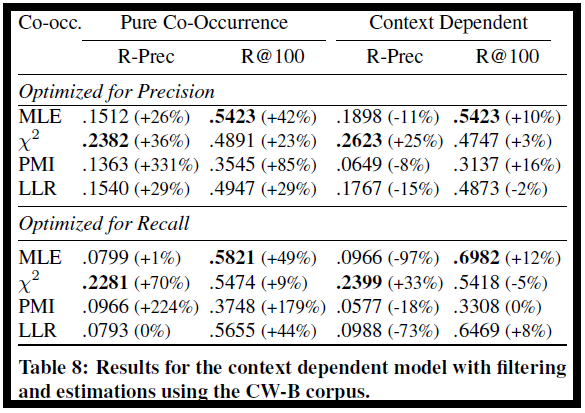 Co-occ. Pure Co-Occurrence Context Dependent
R-Prec R@100 R-Prec R@100
Optimized for Precision
MLE .1512 (+26%) .5423 (+42%) .1898 (-11%) .5423 (+10%)
χ² .2382 (+36%) .4891 (+23%) .2623 (+25%) .4747 (+3%)
PMI .1363 (+331%) .3545 (+85%) .0649 (-8%) .3137 (+16%)
LLR .1540 (+29%) .4947 (+29%) .1767 (-15%) .4873 (-2%)
Optimized for Recall
MLE .0799 (+1%) .5821 (+49%) .0966 (-97%) .6982 (+12%)
χ² .2281 (+70%) .5474 (+9%) .2399 (+33%) .5418 (-5%)
PMI .0966 (+224%) .3748 (+179%) .0577 (-18%) .3308 (0%)
LLR .0793 (0%) .5655 (+44%) .0988 (-73%) .6469 (+8%)
Table 8: Results for the context dependent model with filtering
and estimations using the CW-B corpus.